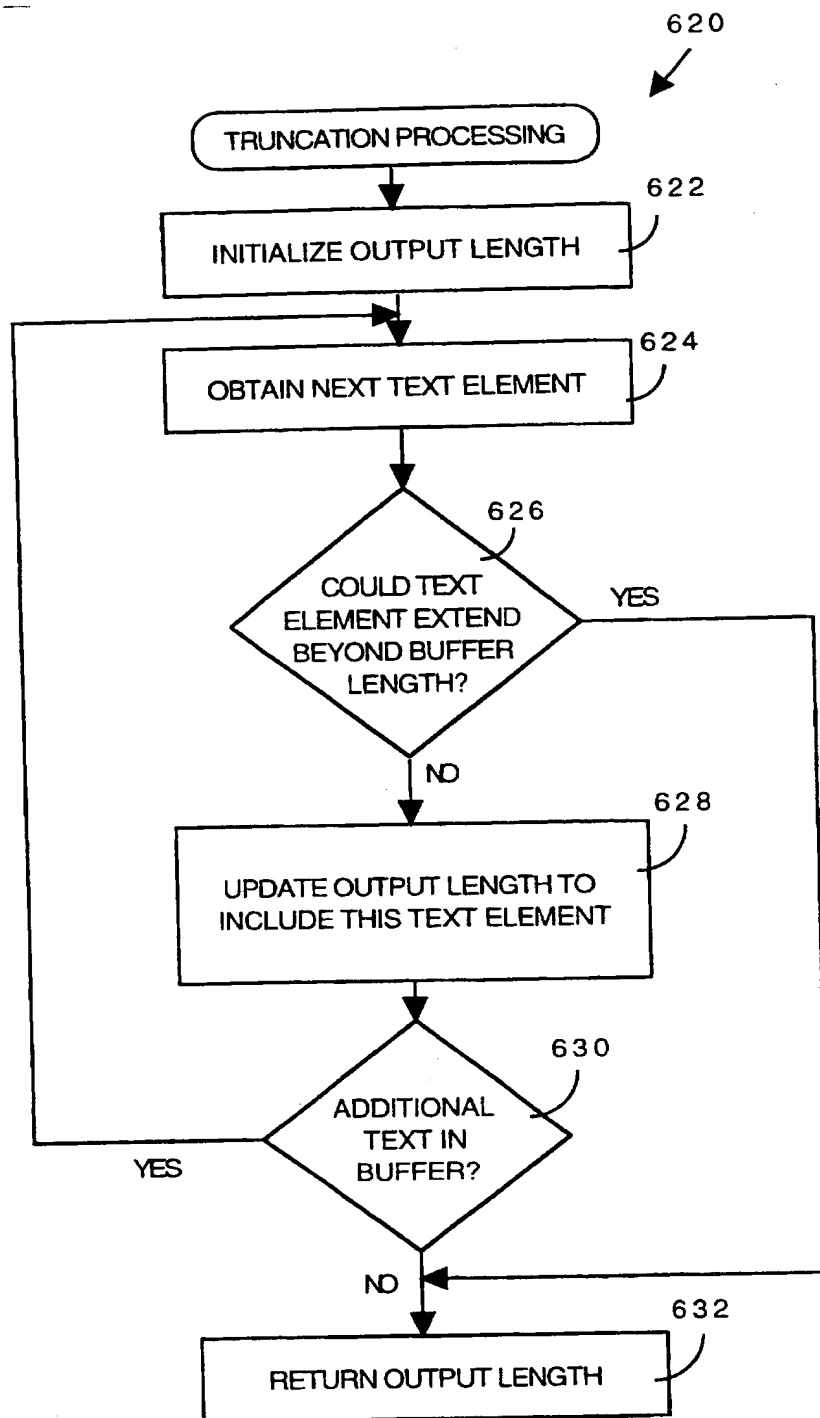 620
TRUNCATION PROCESSING
622
INITIALIZE OUTPUT LENGTH
624
OBTAIN NEXT TEXT ELEMENT
626
COULD TEXT
ELEMENT EXTEND
BEYOND BUFFER
LENGTH?
YES
NO
628
UPDATE OUTPUT LENGTH TO
INCLUDE THIS TEXT ELEMENT
630
ADDITIONAL
TEXT IN
BUFFER?
YES
NO
632
RETURN OUTPUT LENGTH